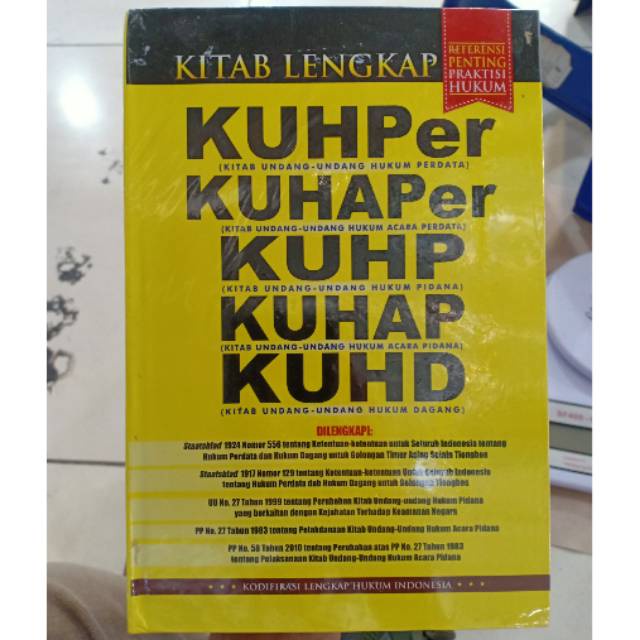 KITAB LENGKAP
REFERENSI
PENTING
PRAKTISI
HUKUM
KUHPer
(KITAB UNDANG-UNDANG HUKUM PERDATA)
KUHAPer
(KITAB UNDANG-UNDANG HUKUM ACARA PERDATA)
KUHP
(KITAB UNDANG-UNDANG HUKUM PIDANA)
KUHAP
(KITAB UNDANG-UNDANG HUKUM ACARA PIDANA)
KUHD
(KITAB UNDANG-UNDANG HUKUM DAGANG)
DILENGKAPI:
Staatsblad 1924 Nomor 556 tentang Ketentuan-ketentuan untuk Seluruh Indonesia tentang
Hukum Perdata dan Hukum Dagang untuk Golongan Timur Asing Selain Tionghoa
Staatsblad 1917 Nomor 129 tentang Ketentuan-ketentuan Untuk Seluruh Indonesia
tentang Hukum Perdata dab Hukum Dagang untuk Golongan Tionghoa
UU No. 27 Tahun 1999 tentang Perubahan Kitab Undang-undang Hukum Pidana
yang berkaitan dengan Kejahatan Terhadap Keamanan Negara
PP No. 27 Tahun 1983 tentang Pelaksanaan Kitab Undang-Undang Hukum Acara Pidana
PP No. 58 Tahun 2010 tentang Perubahan atas PP No. 27 Tahun 1983
tentang Pelaksanaan Kitab Undang-Undang Hukum Acara Pidana
KODIFIKASI LENGKAP HUKUM INDONESIA